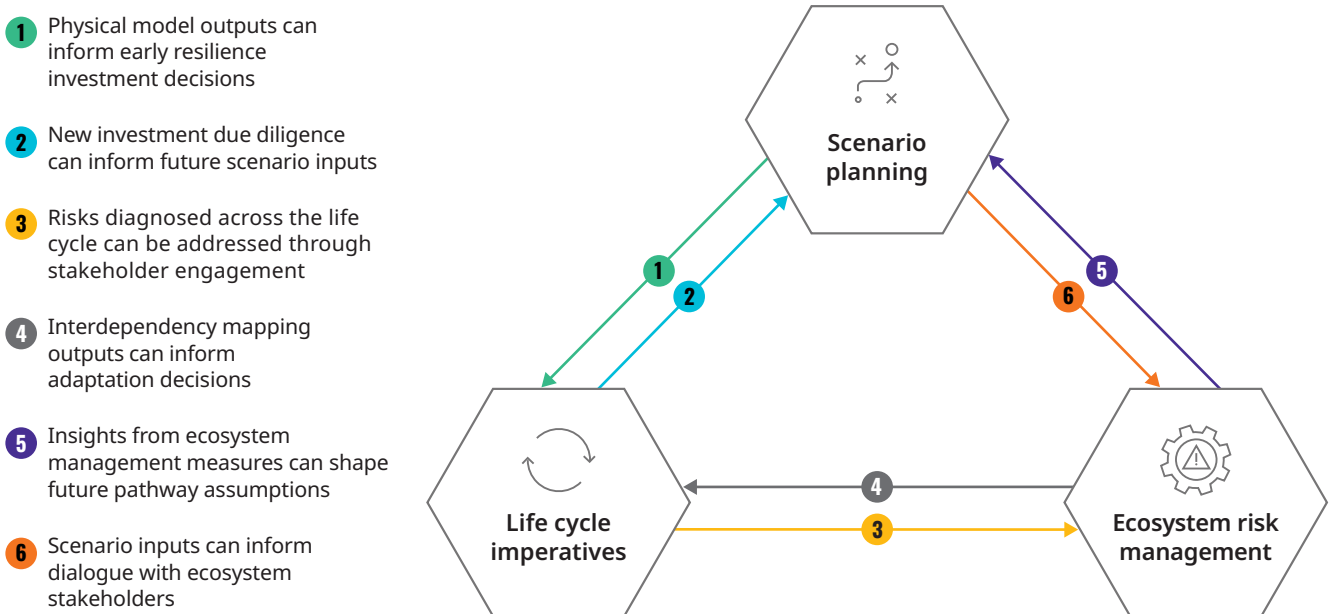 1 Physical model outputs can
inform early resilience
investment decisions
2 New investment due diligence
can inform future scenario inputs
3 Risks diagnosed across the life
cycle can be addressed through
stakeholder engagement
4 Interdependency mapping
outputs can inform
adaptation decisions
5 Insights from ecosystem
management measures can shape
future pathway assumptions
6 Scenario inputs can inform
dialogue with ecosystem
stakeholders
Scenario
planning
1
2
5
6
4
3
Life cycle
imperatives
Ecosystem risk
management